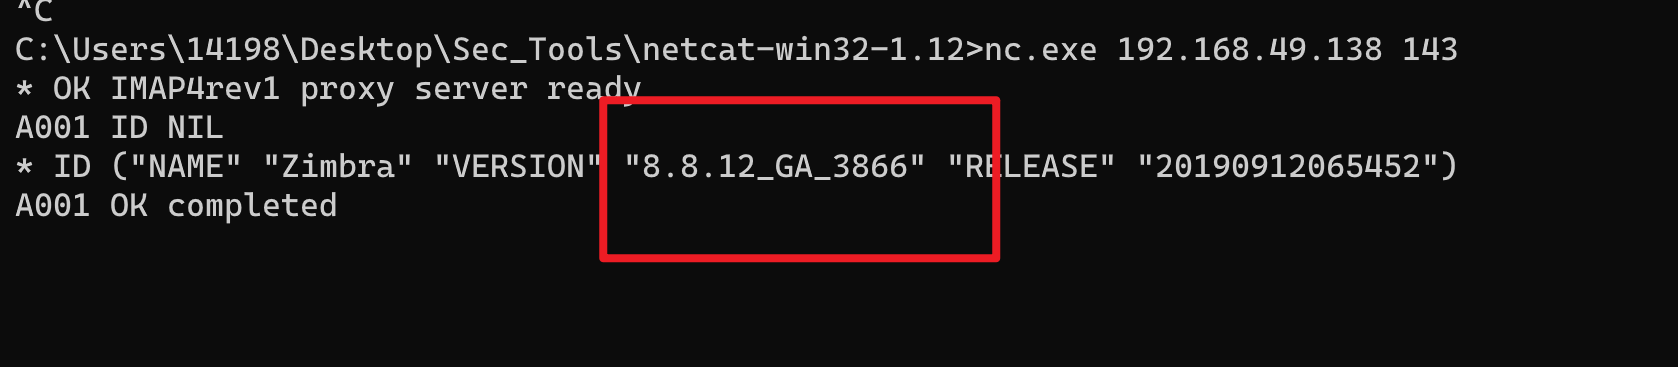 ^C
C:\Users\14198\Desktop\Sec_Tools\netcat-win32-1.12>nc.exe 192.168.49.138 143
* OK IMAP4rev1 proxy server ready
A001 ID NIL
* ID ("NAME" "Zimbra" "VERSION" "8.8.12_GA_3866" "RELEASE" "20190912065452")
A001 OK completed